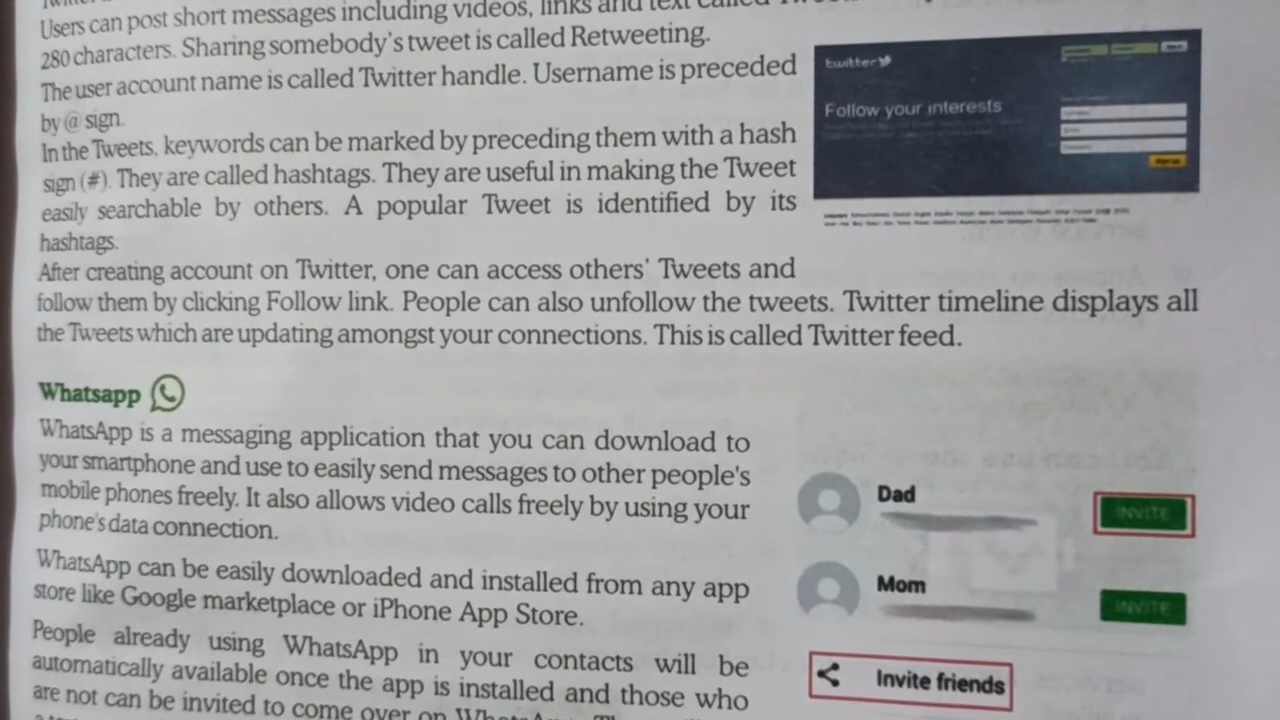 Users can post short messages including videos, links and text called
280 characters. Sharing somebody's tweet is called Retweeting.
The user account name is called Twitter handle. Username is preceded
by @ sign.
In the Tweets, keywords can be marked by preceding them with a hash
sign (#). They are called hashtags. They are useful in making the Tweet
easily searchable by others. A popular Tweet is identified by its
hashtags.
After creating account on Twitter, one can access others' Tweets and
follow them by clicking Follow link. People can also unfollow the tweets. Twitter timeline displays all
the Tweets which are updating amongst your connections. This is called Twitter feed.
twitter
Follow your interests
Sign up
Whatsapp
WhatsApp is a messaging application that you can download to
your smartphone and use to easily send messages to other people's
mobile phones freely. It also allows video calls freely by using your
phone's data connection.
WhatsApp can be easily downloaded and installed from any app
store like Google marketplace or iPhone App Store.
People already using WhatsApp in your contacts will be
automatically available once the app is installed and those who
are not can be invited to come over on WhatsApp.
Dad
INVITE
Mom
INVITE
Invite friends